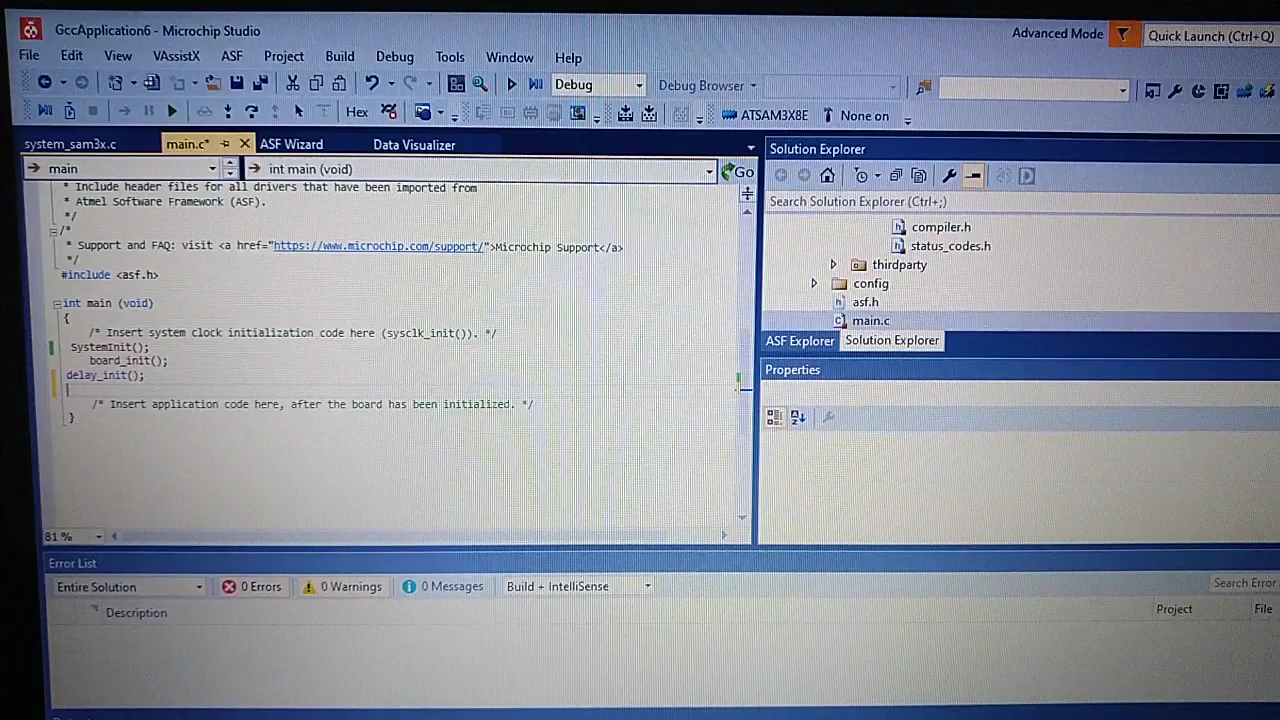 GccApplication6 - Microchip Studio
Advanced Mode
Quick Launch (Ctrl+Q)
File Edit View VAssistX ASF Project Build Debug Tools Window Help
Debug
Debug Browser
Hex
ATSAM3X8E
None on
system_sam3x.c
main.c*
ASF Wizard
Data Visualizer
main
int main (void)
Go
* Include header files for all drivers that have been imported from
* Atmel Software Framework (ASF).
*/
/*
* Support and FAQ: visit <a href="https://www.microchip.com/support/">Microchip Support</a>
*/
#include <asf.h>
int main (void)
{
/* Insert system clock initialization code here (sysclk_init()). */
SystemInit();
board_init();
delay_init();
/* Insert application code here, after the board has been initialized. */
}
81 %
Solution Explorer
Search Solution Explorer (Ctrl+;)
compiler.h
status_codes.h
thirdparty
config
asf.h
main.c
ASF Explorer
Solution Explorer
Properties
Error List
Entire Solution
0 Errors
0 Warnings
0 Messages
Build + IntelliSense
Search Error
Description
Project
File